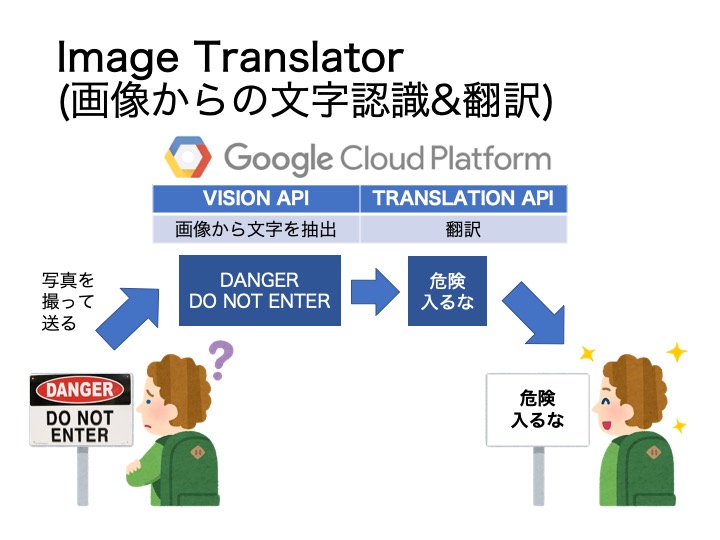 Image Translator
(画像からの文字認識&翻訳)
Google Cloud Platform
VISION API
TRANSLATION API
画像から文字を抽出
翻訳
写真を
撮って
送る
DANGER
DO NOT ENTER
危険
入るな
DANGER
DO NOT
ENTER
?
危険
入るな